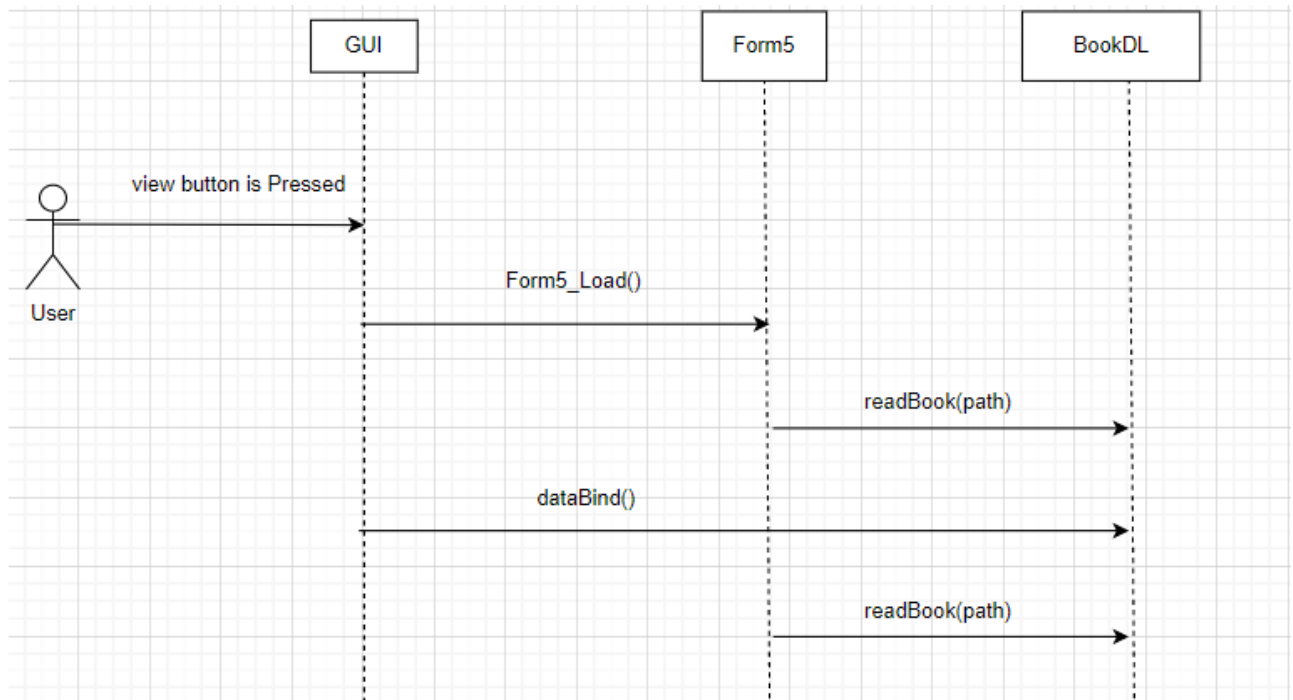 GUI
Form5
BookDL
view button is Pressed
Form5_Load()
User
readBook(path)
dataBind()
readBook(path)